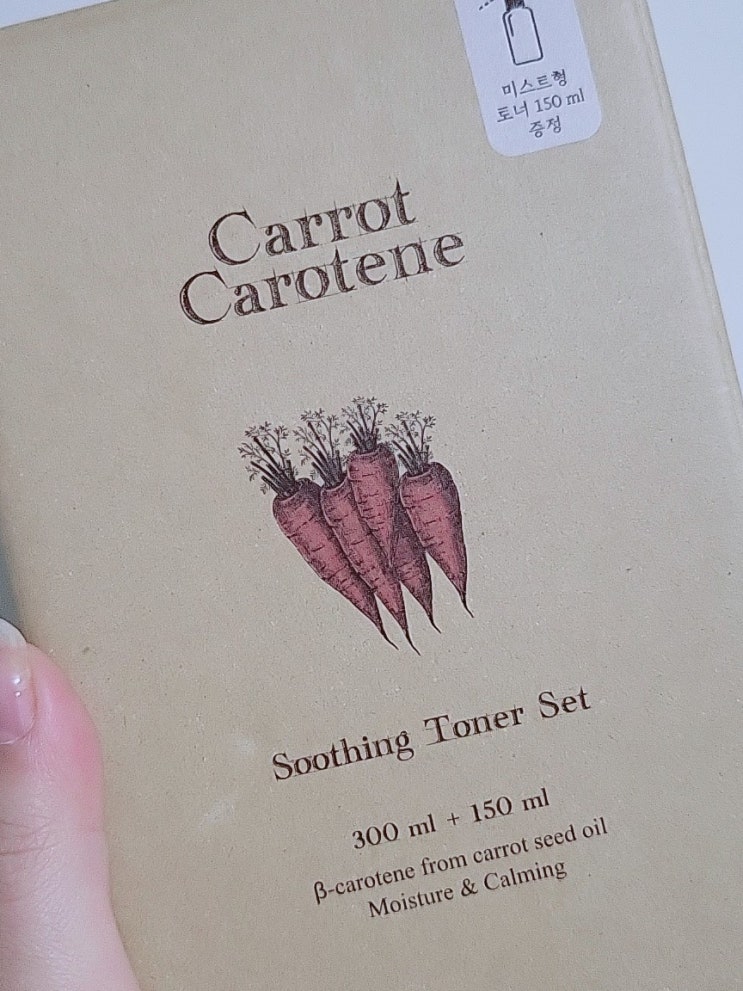 미스트형
토너 150 ml
증정
Carrot
Carotene
Soothing Toner Set
300 ml + 150 ml
β-carotene from carrot seed oil
Moisture & Calming